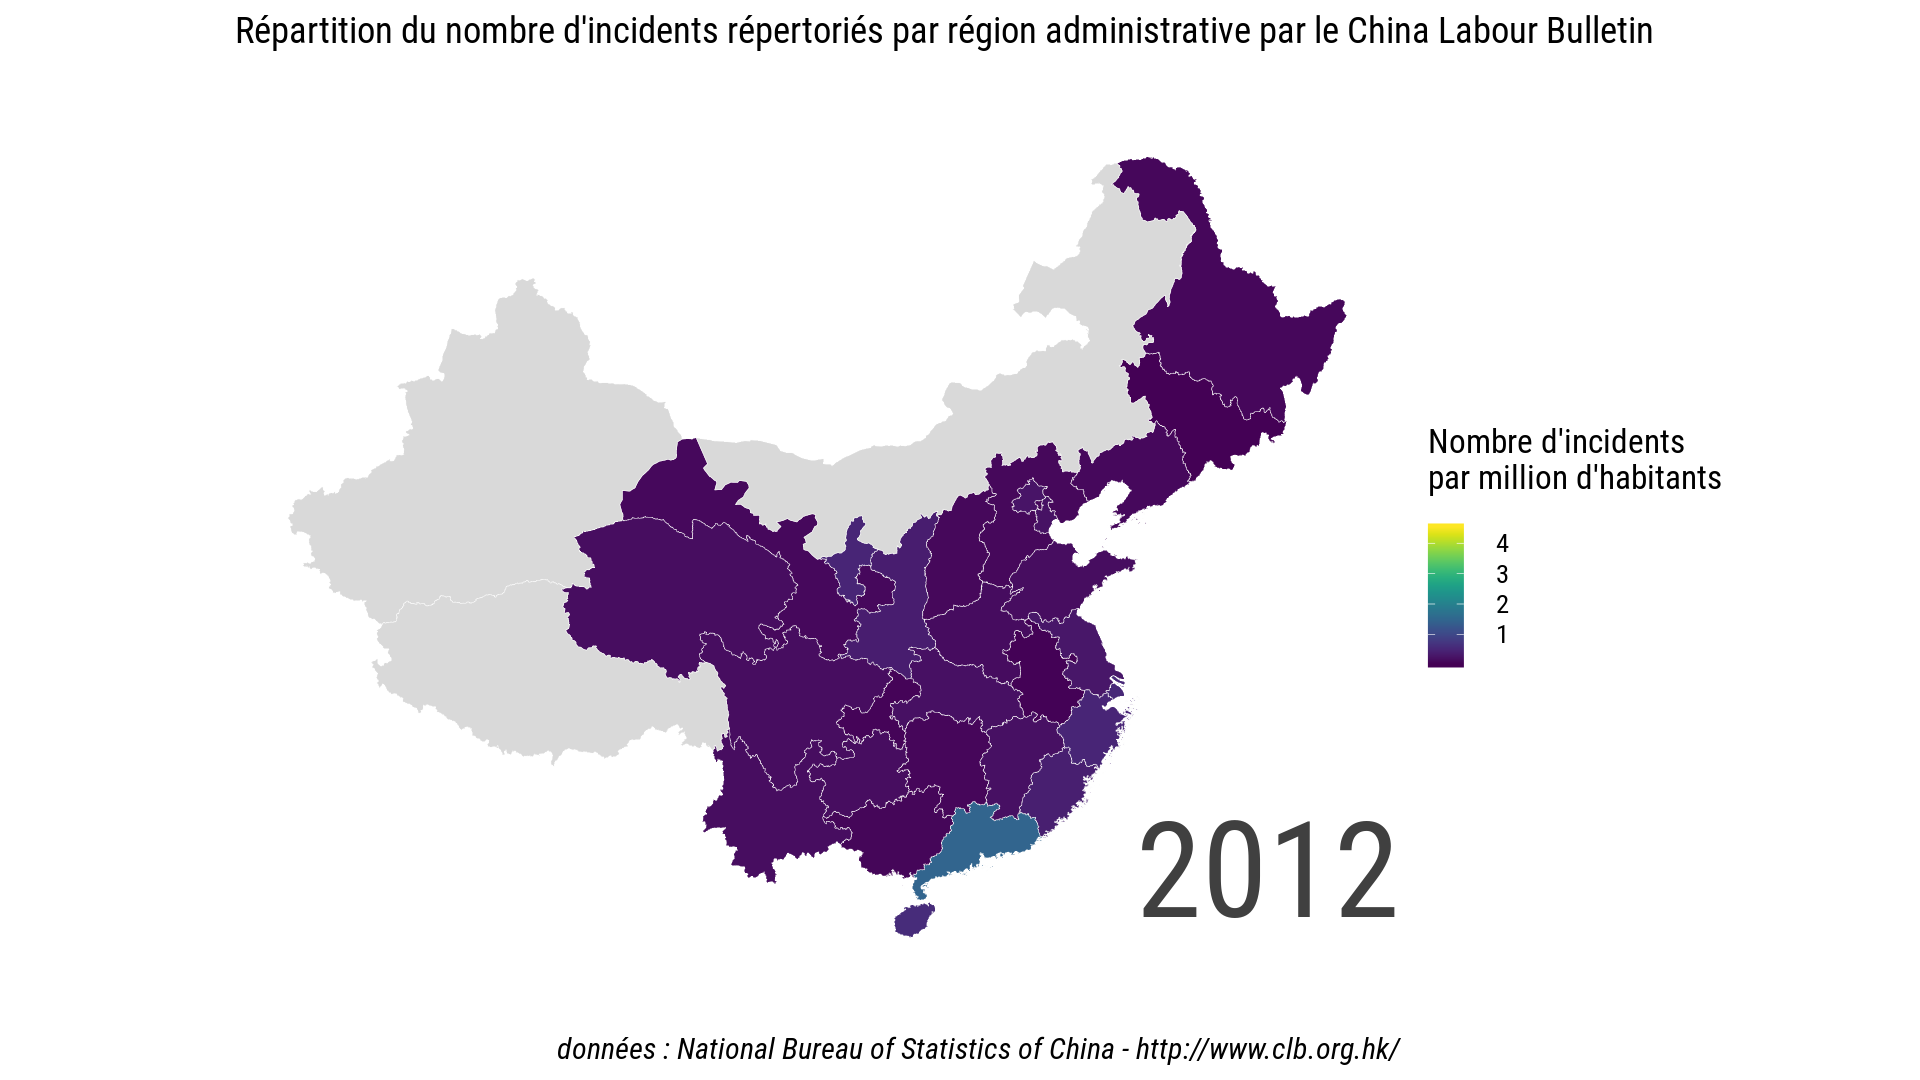 Répartition du nombre d'incidents répertoriés par région administrative par le China Labour Bulletin
Nombre d'incidents
par million d'habitants
4
3
2
1
2012
données : National Bureau of Statistics of China - http://www.clb.org.hk/